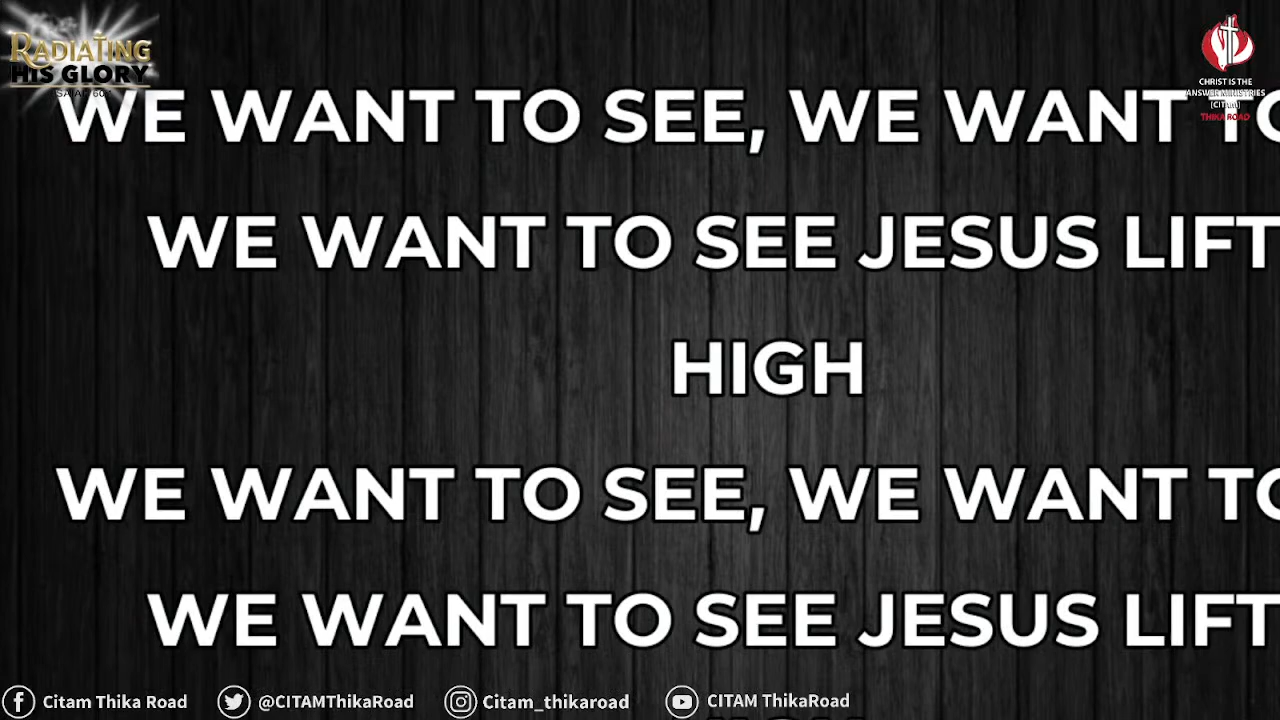 RADIATING
HIS GLORY
CHRIST IS THE
ANSWER MINISTRIES
(CITAM)
THIKA ROAD
WE WANT TO SEE, WE WANT TO
WE WANT TO SEE JESUS LIFT
HIGH
WE WANT TO SEE, WE WANT TO
WE WANT TO SEE JESUS LIFT
Citam Thika Road
@CITAMThikaRoad
Citam_thikaroad
CITAM ThikaRoad